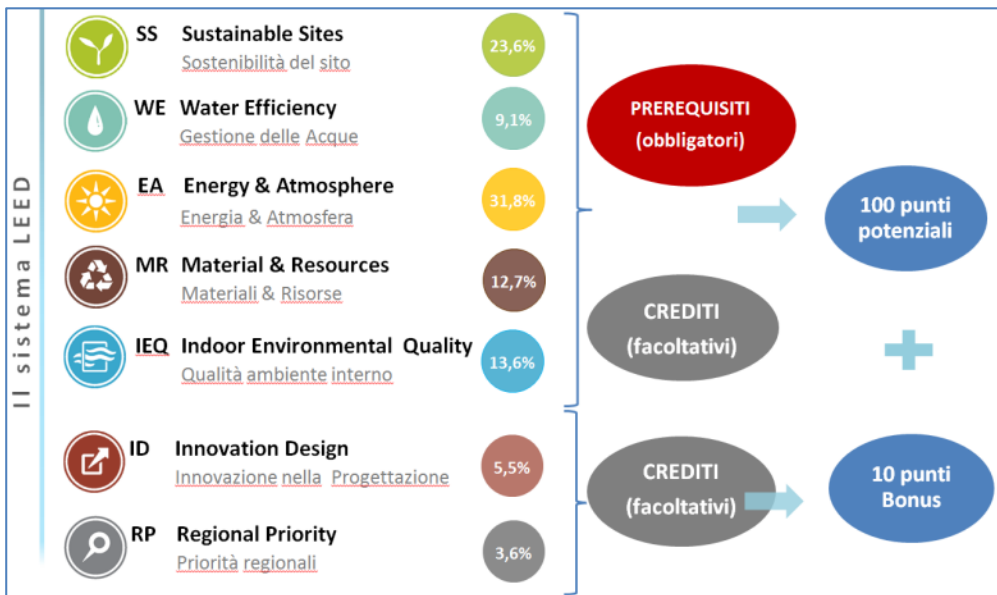 Il sistema LEED
SS Sustainable Sites
Sostenibilità del sito
23,6%
WE Water Efficiency
Gestione delle Acque
9,1%
EA Energy & Atmosphere
Energia & Atmosfera
31,8%
MR Material & Resources
Materiali & Risorse
12,7%
IEQ Indoor Environmental Quality
Qualità ambiente interno
13,6%
ID Innovation Design
Innovazione nella Progettazione
5,5%
RP Regional Priority
Priorità regionali
3,6%
PREREQUISITI
(obbligatori)
CREDITI
(facoltativi)
100 punti
potenziali
CREDITI
(facoltativi)
10 punti
Bonus